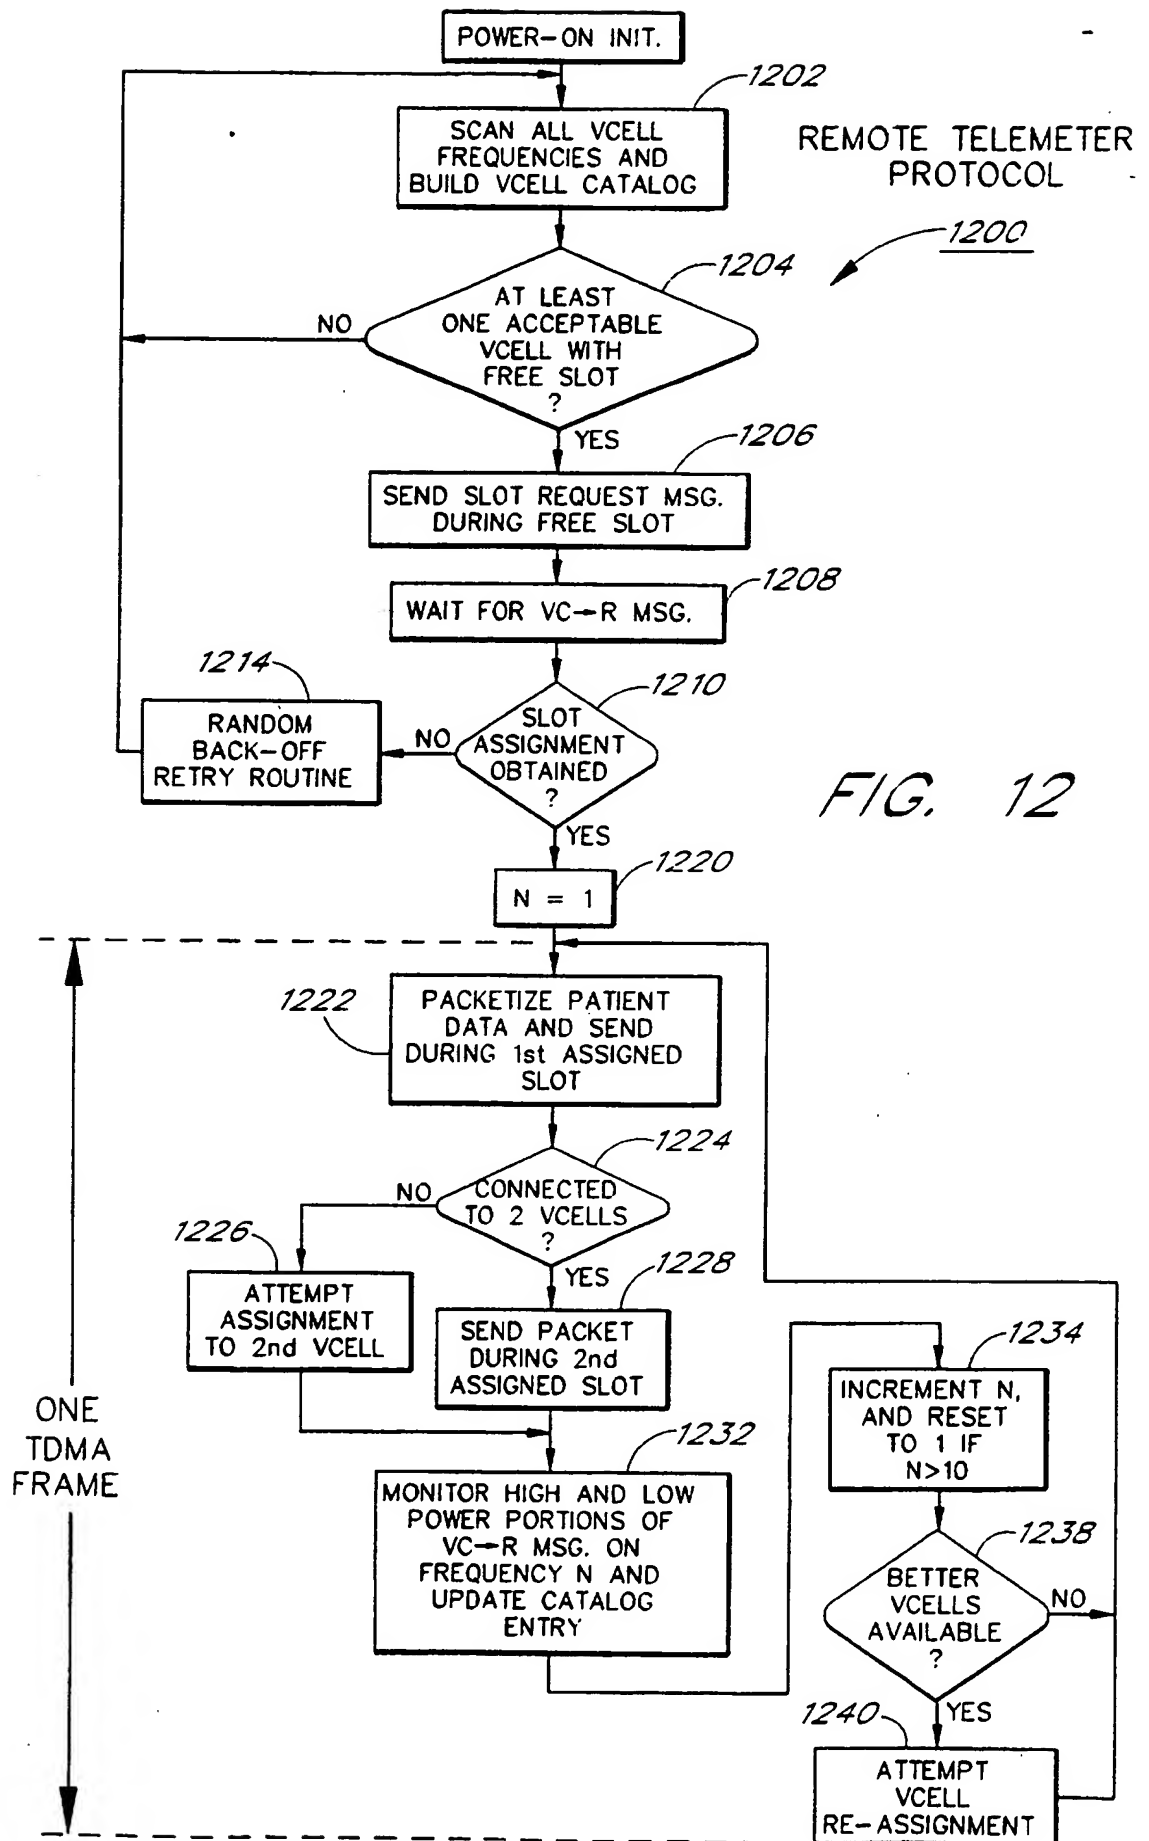 POWER-ON INIT.
1202
SCAN ALL VCELL
FREQUENCIES AND
BUILD VCELL CATALOG
REMOTE TELEMETER
PROTOCOL
1200
1204
AT LEAST
ONE ACCEPTABLE
VCELL WITH
FREE SLOT
?
NO
YES
1206
SEND SLOT REQUEST MSG.
DURING FREE SLOT
1208
WAIT FOR VC→R MSG.
1210
SLOT
ASSIGNMENT
OBTAINED
?
NO
1214
RANDOM
BACK-OFF
RETRY ROUTINE
YES
FIG. 12
1220
N = 1
1222
PACKETIZE PATIENT
DATA AND SEND
DURING 1st ASSIGNED
SLOT
1224
CONNECTED
TO 2 VCELLS
?
NO
1226
ATTEMPT
ASSIGNMENT
TO 2nd VCELL
YES
1228
SEND PACKET
DURING 2nd
ASSIGNED SLOT
ONE
TDMA
FRAME
1232
MONITOR HIGH AND LOW
POWER PORTIONS OF
VC→R MSG. ON
FREQUENCY N AND
UPDATE CATALOG
ENTRY
1234
INCREMENT N,
AND RESET
TO 1 IF
N>10
1238
BETTER
VCELLS
AVAILABLE
?
NO
YES
1240
ATTEMPT
VCELL
RE-ASSIGNMENT